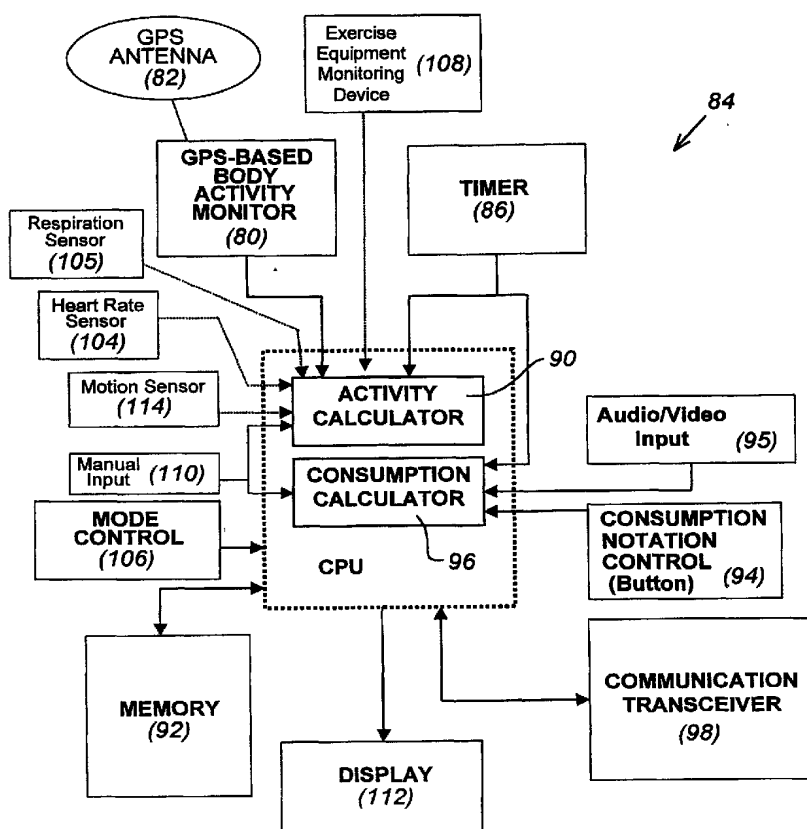 GPS
ANTENNA
(82)
Exercise
Equipment
Monitoring
Device
(108)
84
GPS-BASED
BODY
ACTIVITY
MONITOR
(80)
TIMER
(86)
Respiration
Sensor
(105)
Heart Rate
Sensor
(104)
90
Motion Sensor
(114)
ACTIVITY
CALCULATOR
Audio/Video
Input
(95)
Manual
Input (110)
CONSUMPTION
CALCULATOR
MODE
CONTROL
(106)
CPU
96
CONSUMPTION
NOTATION
CONTROL
(Button)
(94)
MEMORY
(92)
COMMUNICATION
TRANSCEIVER
(98)
DISPLAY
(112)